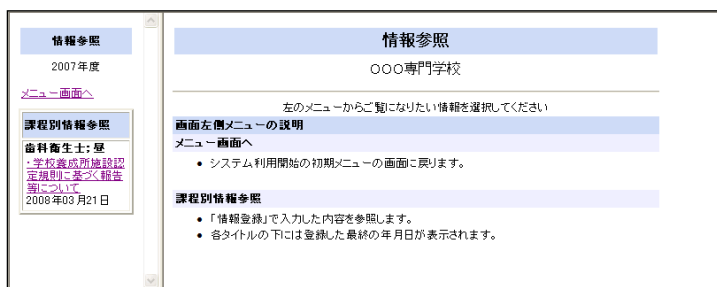 情報参照
2007年度
メニュー画面へ
課程別情報参照
歯科衛生士;昼
・学校養成所施設認
定規則に基づく報告
等について
2008年03月21日
情報参照
○○○専門学校
左のメニューからご覧になりたい情報を選択してください
画面左側メニューの説明
メニュー画面へ
• システム利用開始の初期メニューの画面に戻ります。
課程別情報参照
• 「情報登録」で入力した内容を参照します。
• 各タイトルの下には登録した最終の年月日が表示されます。